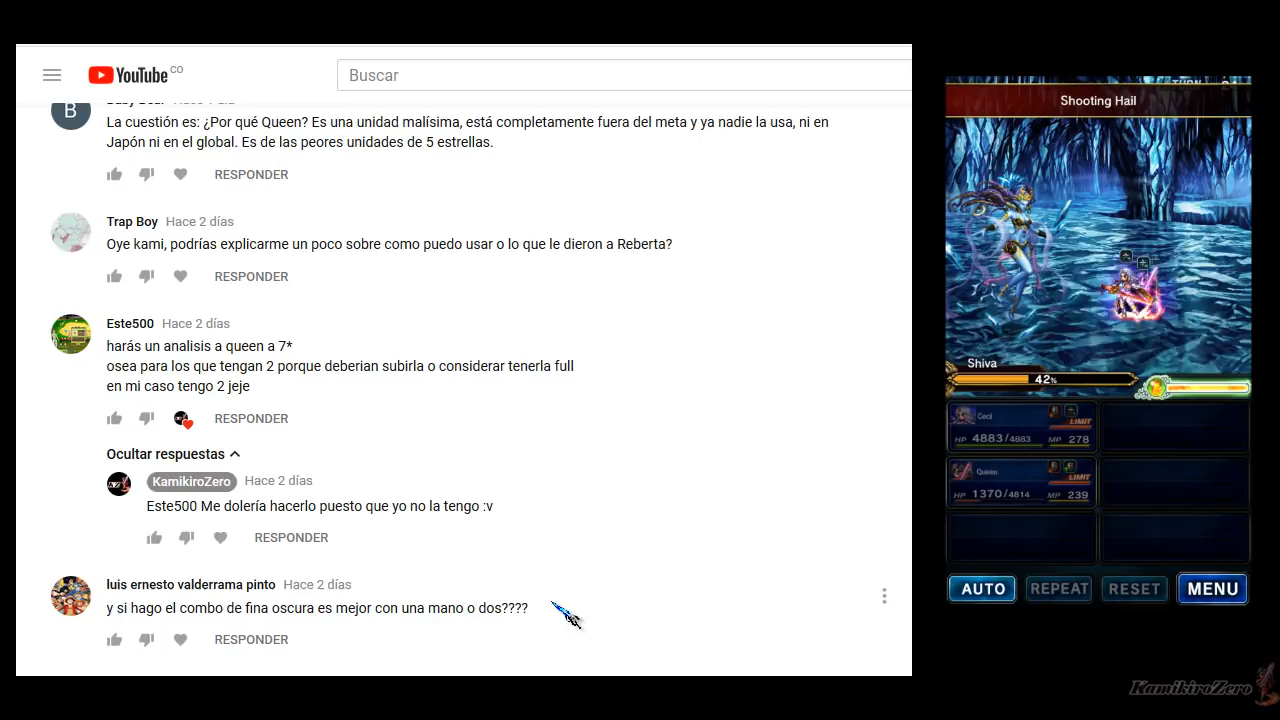 YouTube CO
Buscar
B
La cuestión es: ¿Por qué Queen? Es una unidad malísima, está completamente fuera del meta y ya nadie la usa, ni en
Japón ni en el global. Es de las peores unidades de 5 estrellas.
RESPONDER
Trap Boy Hace 2 días
Oye kami, podrías explicarme un poco sobre como puedo usar o lo que le dieron a Reberta?
RESPONDER
Este500 Hace 2 días
harás un analisis a queen a 7*
osea para los que tengan 2 porque deberian subirla o considerar tenerla full
en mi caso tengo 2 jeje
RESPONDER
Ocultar respuestas
KamikiroZero Hace 2 días
Este500 Me dolería hacerlo puesto que yo no la tengo :v
RESPONDER
luis ernesto valderrama pinto Hace 2 días
y si hago el combo de fina oscura es mejor con una mano o dos????
RESPONDER
Shooting Hail
Shiva
42%
Cecil
LIMIT
HP 4883/4883 MP 278
Queen
LIMIT
HP 1370/4814 MP 239
AUTO REPEAT RESET MENU
KamikiroZero